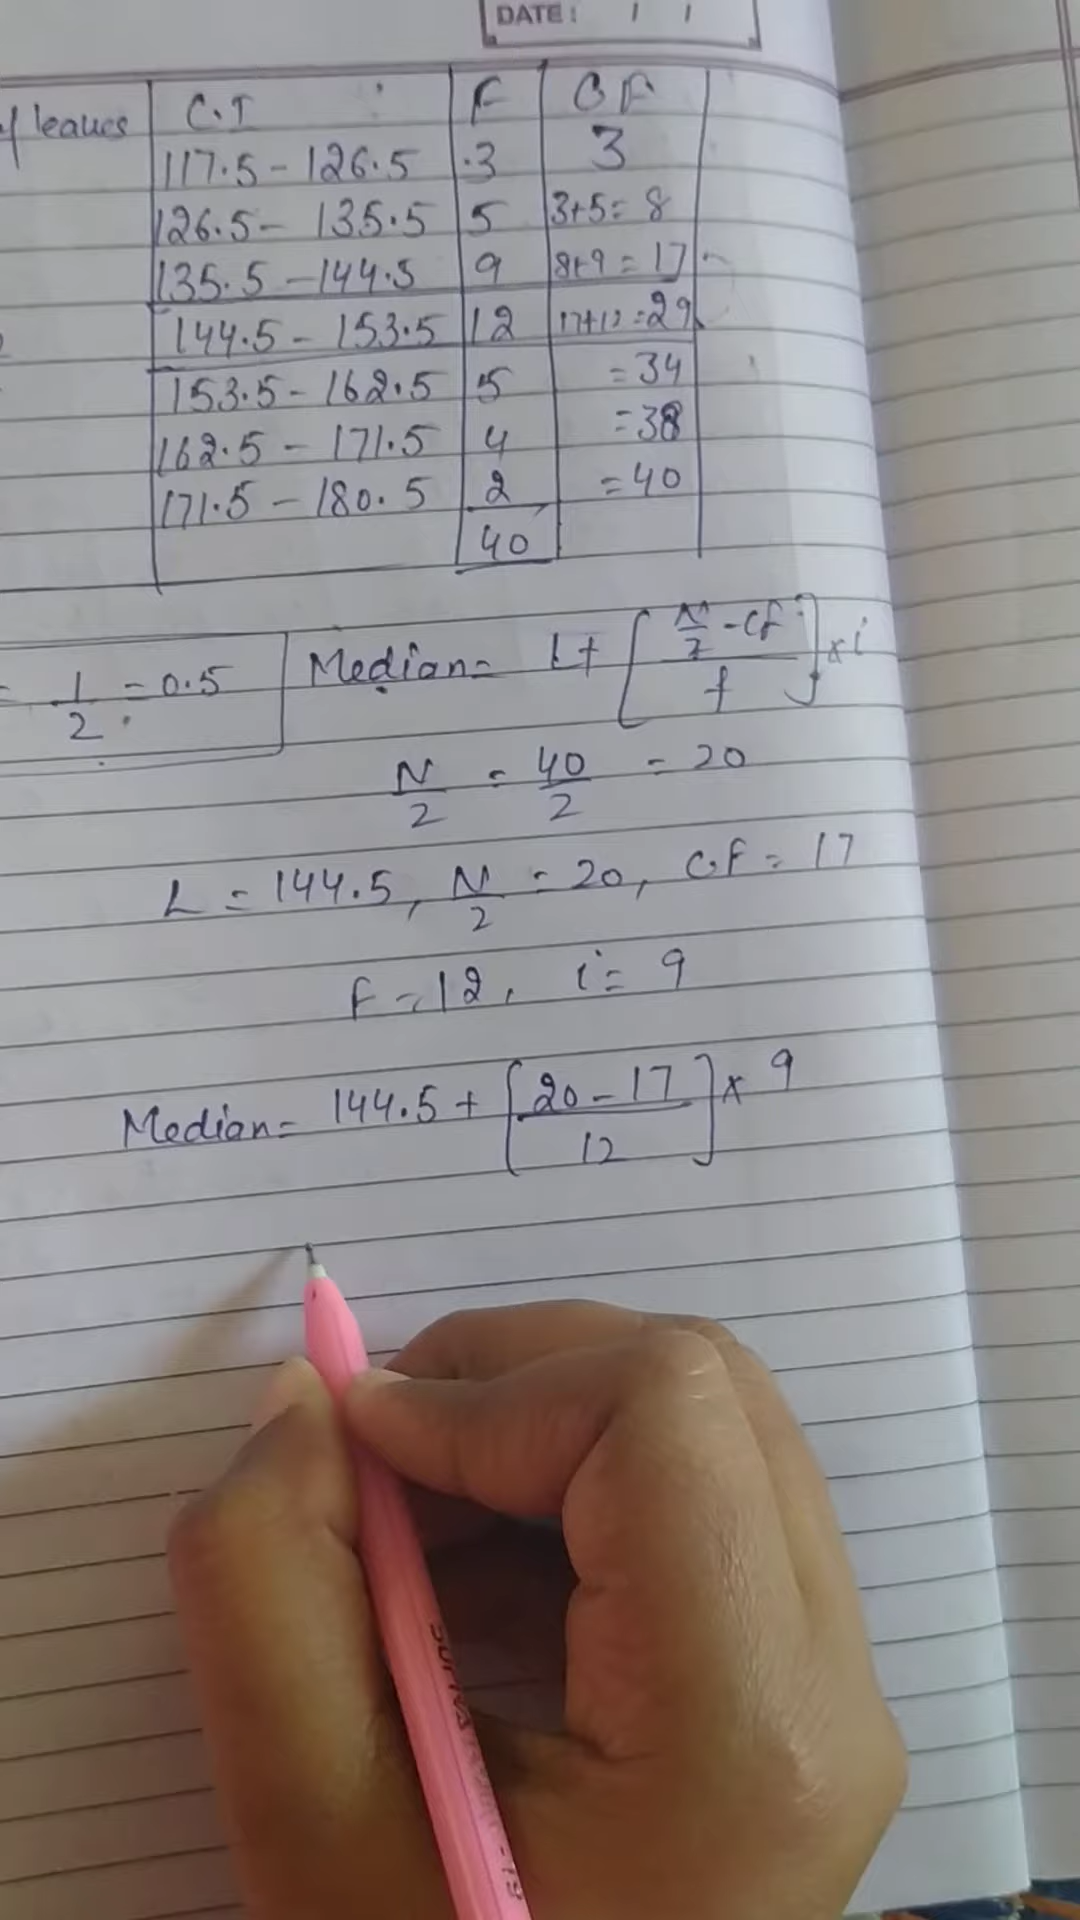 DATE: / /
of leaves C.I F C F
117.5 - 126.5 3 3
126.5 - 135.5 5 3+5= 8
135.5 - 144.5 9 8+9 = 17
144.5 - 153.5 12 17+12 =29
153.5 - 162.5 5 =34
162.5 - 171.5 4 =38
171.5 - 180.5 2 =40
40
= 1/2 = 0.5 Median= L+ [(N/2 - cf)/f] x i
N/2 = 40/2 = 20
L = 144.5, N/2 = 20, C.F = 17
F = 12, i = 9
Median= 144.5 + [(20 - 17)/12] x 9